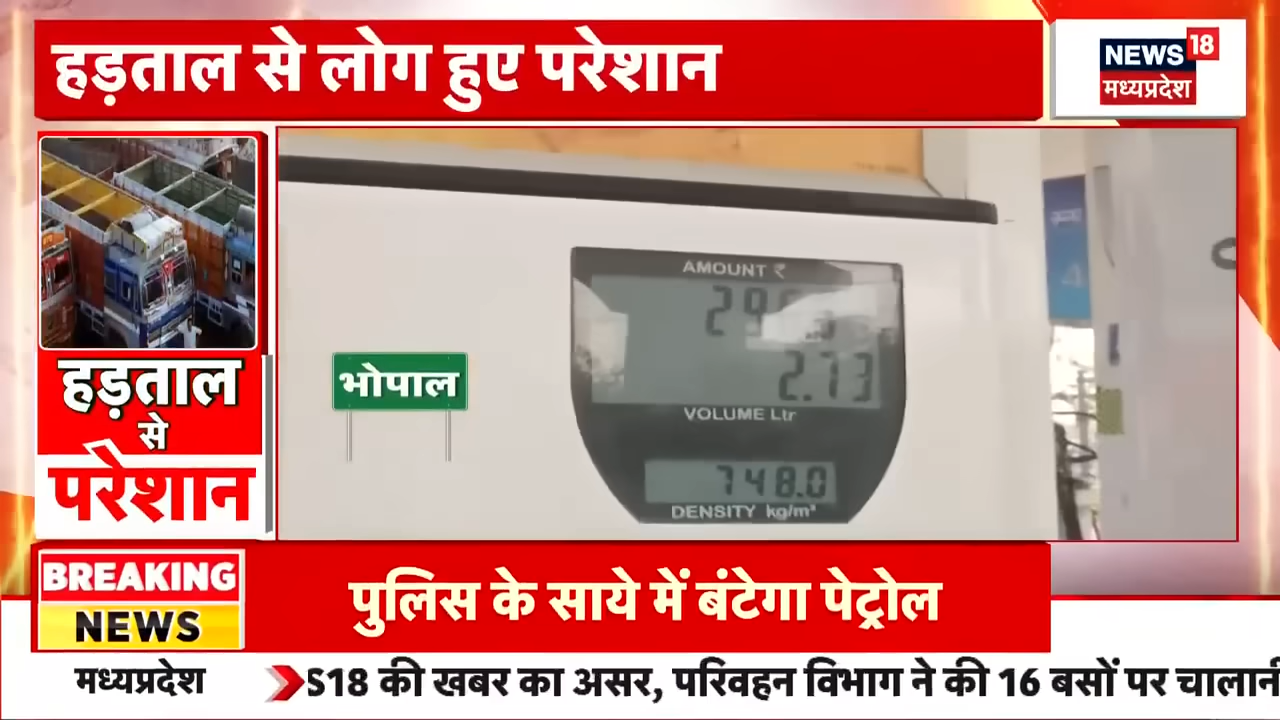 हड़ताल से लोग हुए परेशान
NEWS 18
मध्यप्रदेश
AMOUNT ₹
2.73
VOLUME Ltr
748.0
DENSITY kg/m³
भोपाल
हड़ताल
से
परेशान
BREAKING
NEWS
पुलिस के साये में बंटेगा पेट्रोल
मध्यप्रदेश
S18 की खबर का असर, परिवहन विभाग ने की 16 बसों पर चालानी